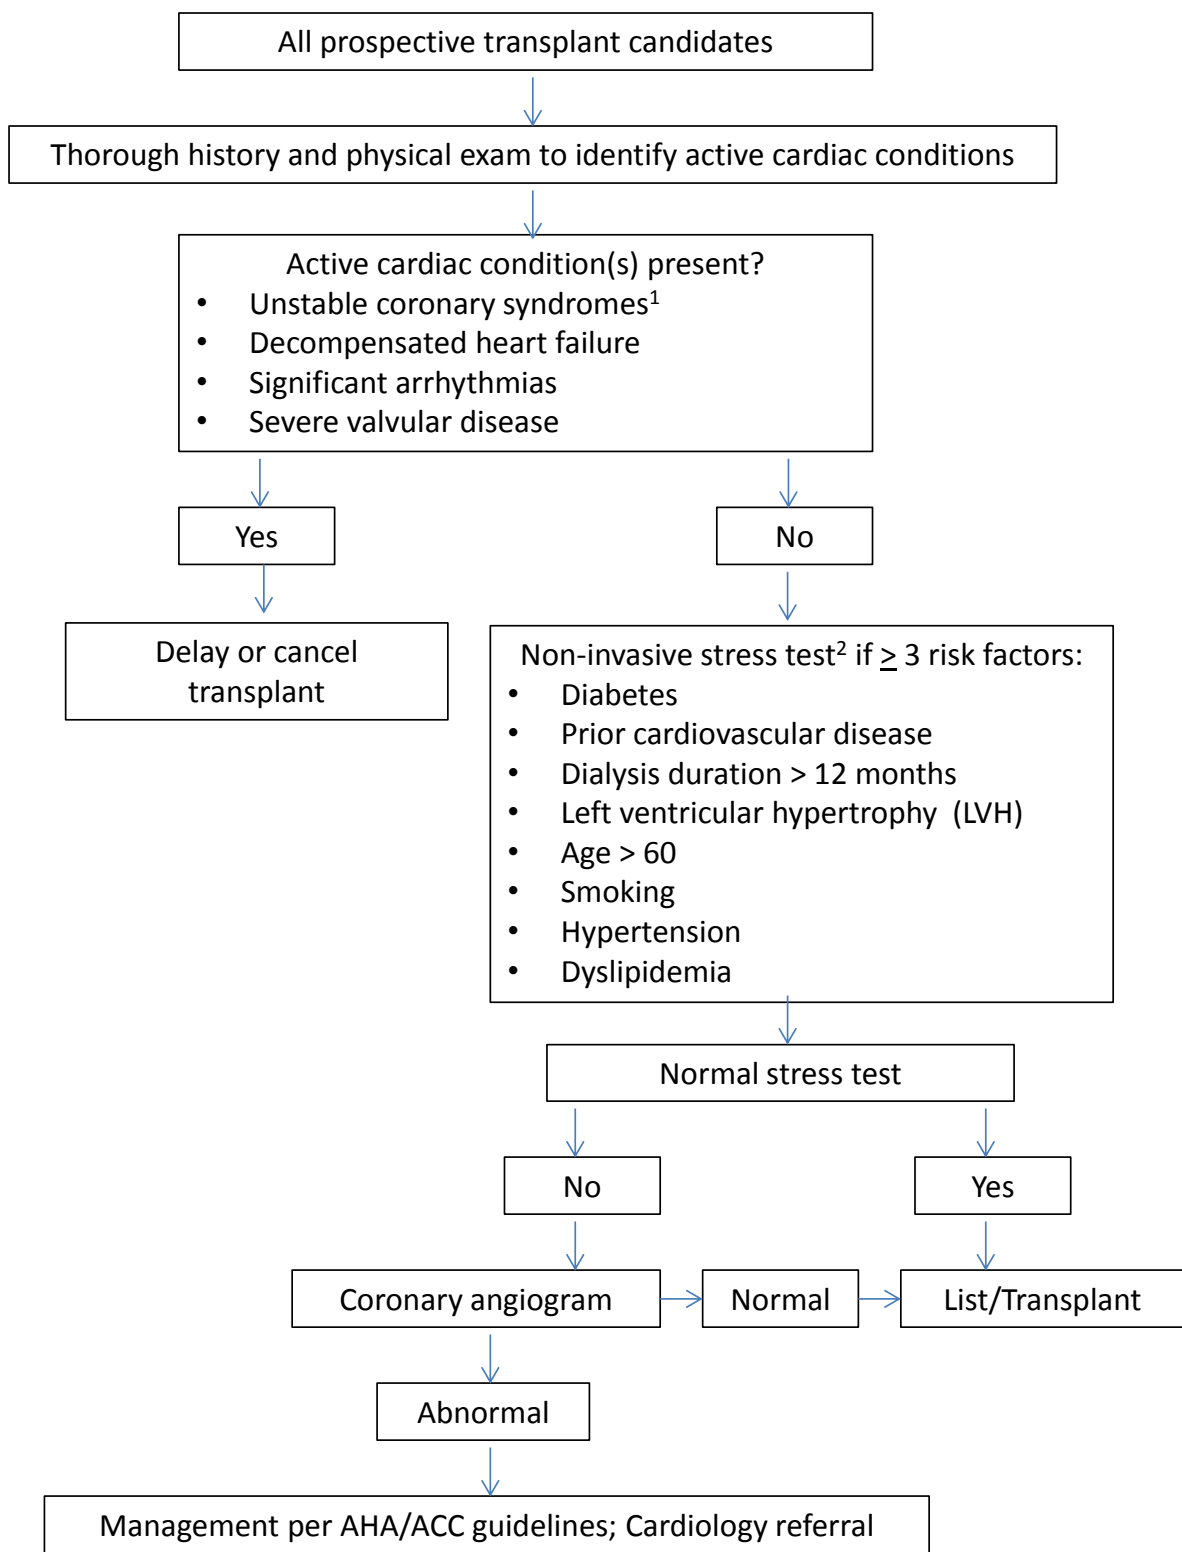 All prospective transplant candidates
Thorough history and physical exam to identify active cardiac conditions
Active cardiac condition(s) present?
• Unstable coronary syndromes¹
• Decompensated heart failure
• Significant arrhythmias
• Severe valvular disease
Yes
No
Delay or cancel
transplant
Non-invasive stress test² if ≥ 3 risk factors:
• Diabetes
• Prior cardiovascular disease
• Dialysis duration > 12 months
• Left ventricular hypertrophy (LVH)
• Age > 60
• Smoking
• Hypertension
• Dyslipidemia
Normal stress test
No
Yes
Coronary angiogram
Normal
List/Transplant
Abnormal
Management per AHA/ACC guidelines; Cardiology referral